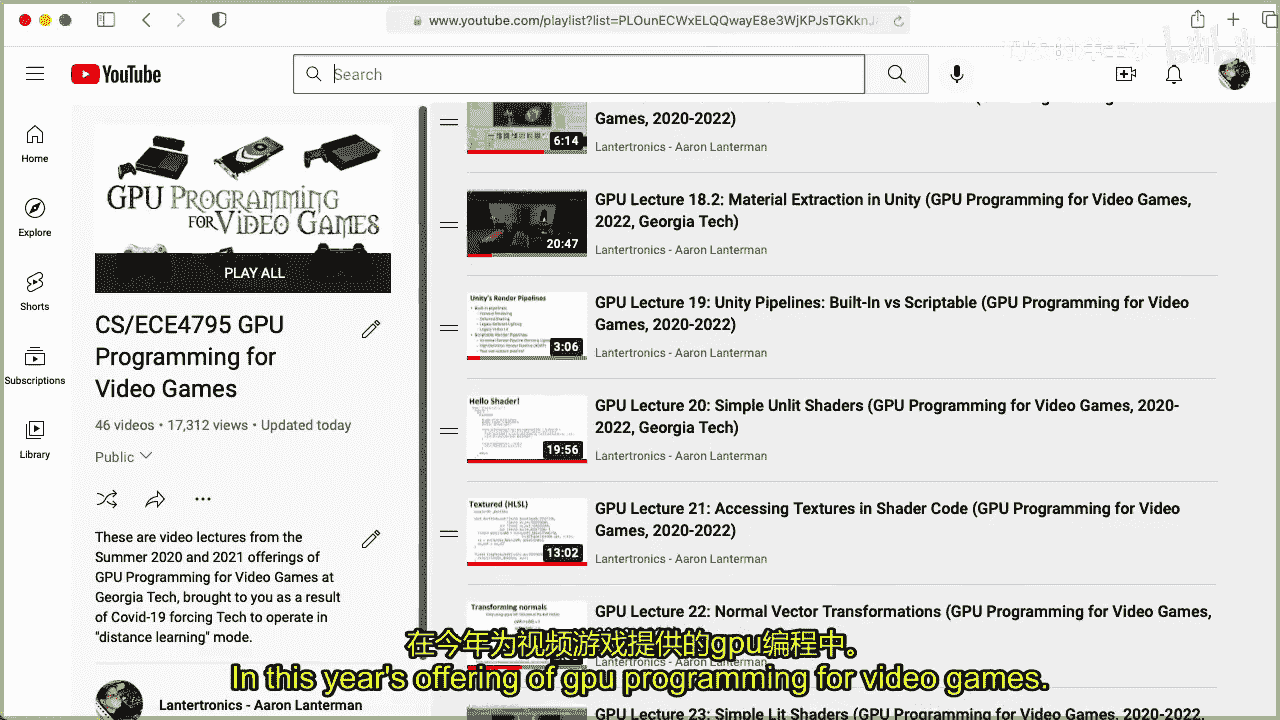 www.youtube.com/playlist?list=PLOunECWxELQQwayE8e3WjKPJsTGKknJ
YouTube
Search
Home
Explore
Shorts
Subscriptions
Library
GPU PROGRAMMING
FOR VIDEO GAMES
PLAY ALL
CS/ECE4795 GPU
Programming for
Video Games
46 videos • 17,312 views • Updated today
Public
These are video lectures from the
Summer 2020 and 2021 offerings of
GPU Programming for Video Games at
Georgia Tech, brought to you as a result
of Covid-19 forcing Tech to operate in
"distance learning" mode.
Lantertronics - Aaron Lanterman
6:14
Games, 2020-2022)
Lantertronics - Aaron Lanterman
20:47
GPU Lecture 18.2: Material Extraction in Unity (GPU Programming for Video Games,
2022, Georgia Tech)
Lantertronics - Aaron Lanterman
Unity's Render Pipelines
3:06
GPU Lecture 19: Unity Pipelines: Built-In vs Scriptable (GPU Programming for Video
Games, 2020-2022)
Lantertronics - Aaron Lanterman
Hello Shader!
19:56
GPU Lecture 20: Simple Unlit Shaders (GPU Programming for Video Games, 2020-
2022, Georgia Tech)
Lantertronics - Aaron Lanterman
Textured (HLSL)
13:02
GPU Lecture 21: Accessing Textures in Shader Code (GPU Programming for Video
Games, 2020-2022)
Lantertronics - Aaron Lanterman
Transforming normals
GPU Lecture 22: Normal Vector Transformations (GPU Programming for Video Game,
GPU Lecture 23: Simple Lit Shaders (GPU Programming for Video Games, 2020-20
在今年为视频游戏提供的gpu编程中。
In this year's offering of gpu programming for video games.